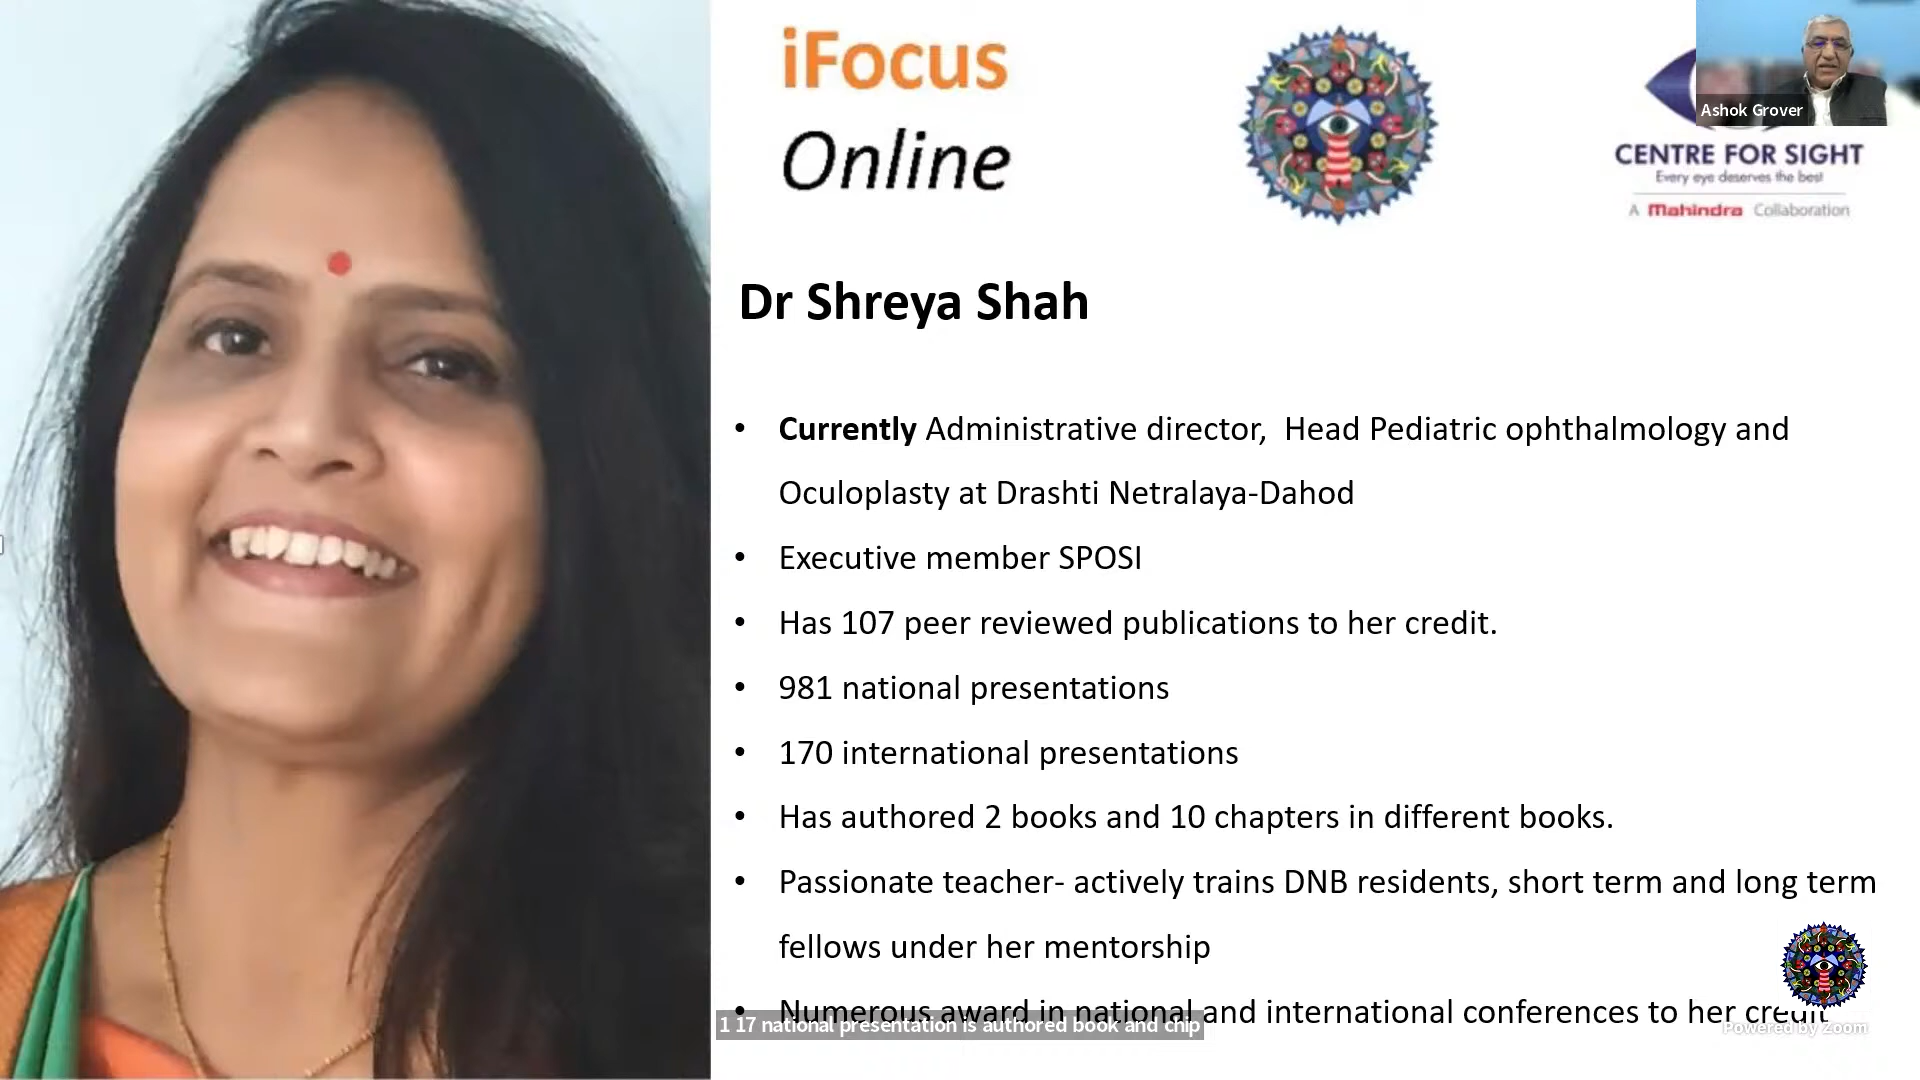 iFocus
Online
Ashok Grover
CENTRE FOR SIGHT
Every eye deserves the best
A Mahindra Collaboration
Dr Shreya Shah
• Currently Administrative director, Head Pediatric ophthalmology and
Oculoplasty at Drashti Netralaya-Dahod
• Executive member SPOSI
• Has 107 peer reviewed publications to her credit.
• 981 national presentations
• 170 international presentations
• Has authored 2 books and 10 chapters in different books.
• Passionate teacher- actively trains DNB residents, short term and long term
fellows under her mentorship
• Numerous award in national and international conferences to her credit
1 17 national presentation is authored book and chip
Powered by Zoom